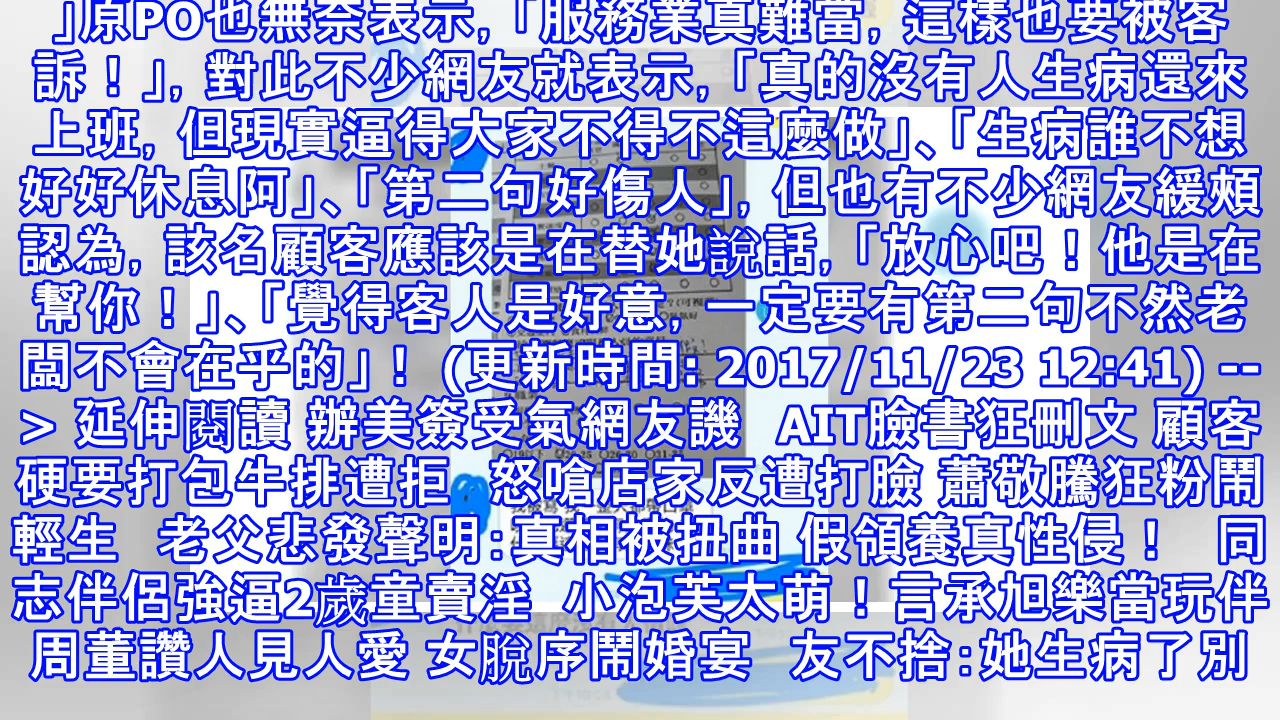 」原PO也無奈表示,「服務業真難當, 這樣也要被客
訴！」, 對此不少網友就表示,「真的沒有人生病還來
上班, 但現實逼得大家不得不這麼做」、「生病誰不想
好好休息阿」、「第二句好傷人」, 但也有不少網友緩頰
認為, 該名顧客應該是在替她說話,「放心吧！他是在
幫你！」、「覺得客人是好意, 一定要有第二句不然老
闆不會在乎的」！ (更新時間: 2017/11/23 12:41) --
> 延伸閱讀 辦美簽受氣網友譏 AIT臉書狂刪文 顧客
硬要打包牛排遭拒 怒嗆店家反遭打臉 蕭敬騰狂粉鬧
輕生 老父悲發聲明:真相被扭曲 假領養真性侵！ 同
志伴侶強逼2歲童賣淫 小泡芙太萌！言承旭樂當玩伴
周董讚人見人愛 女脫序鬧婚宴 友不捨:她生病了別